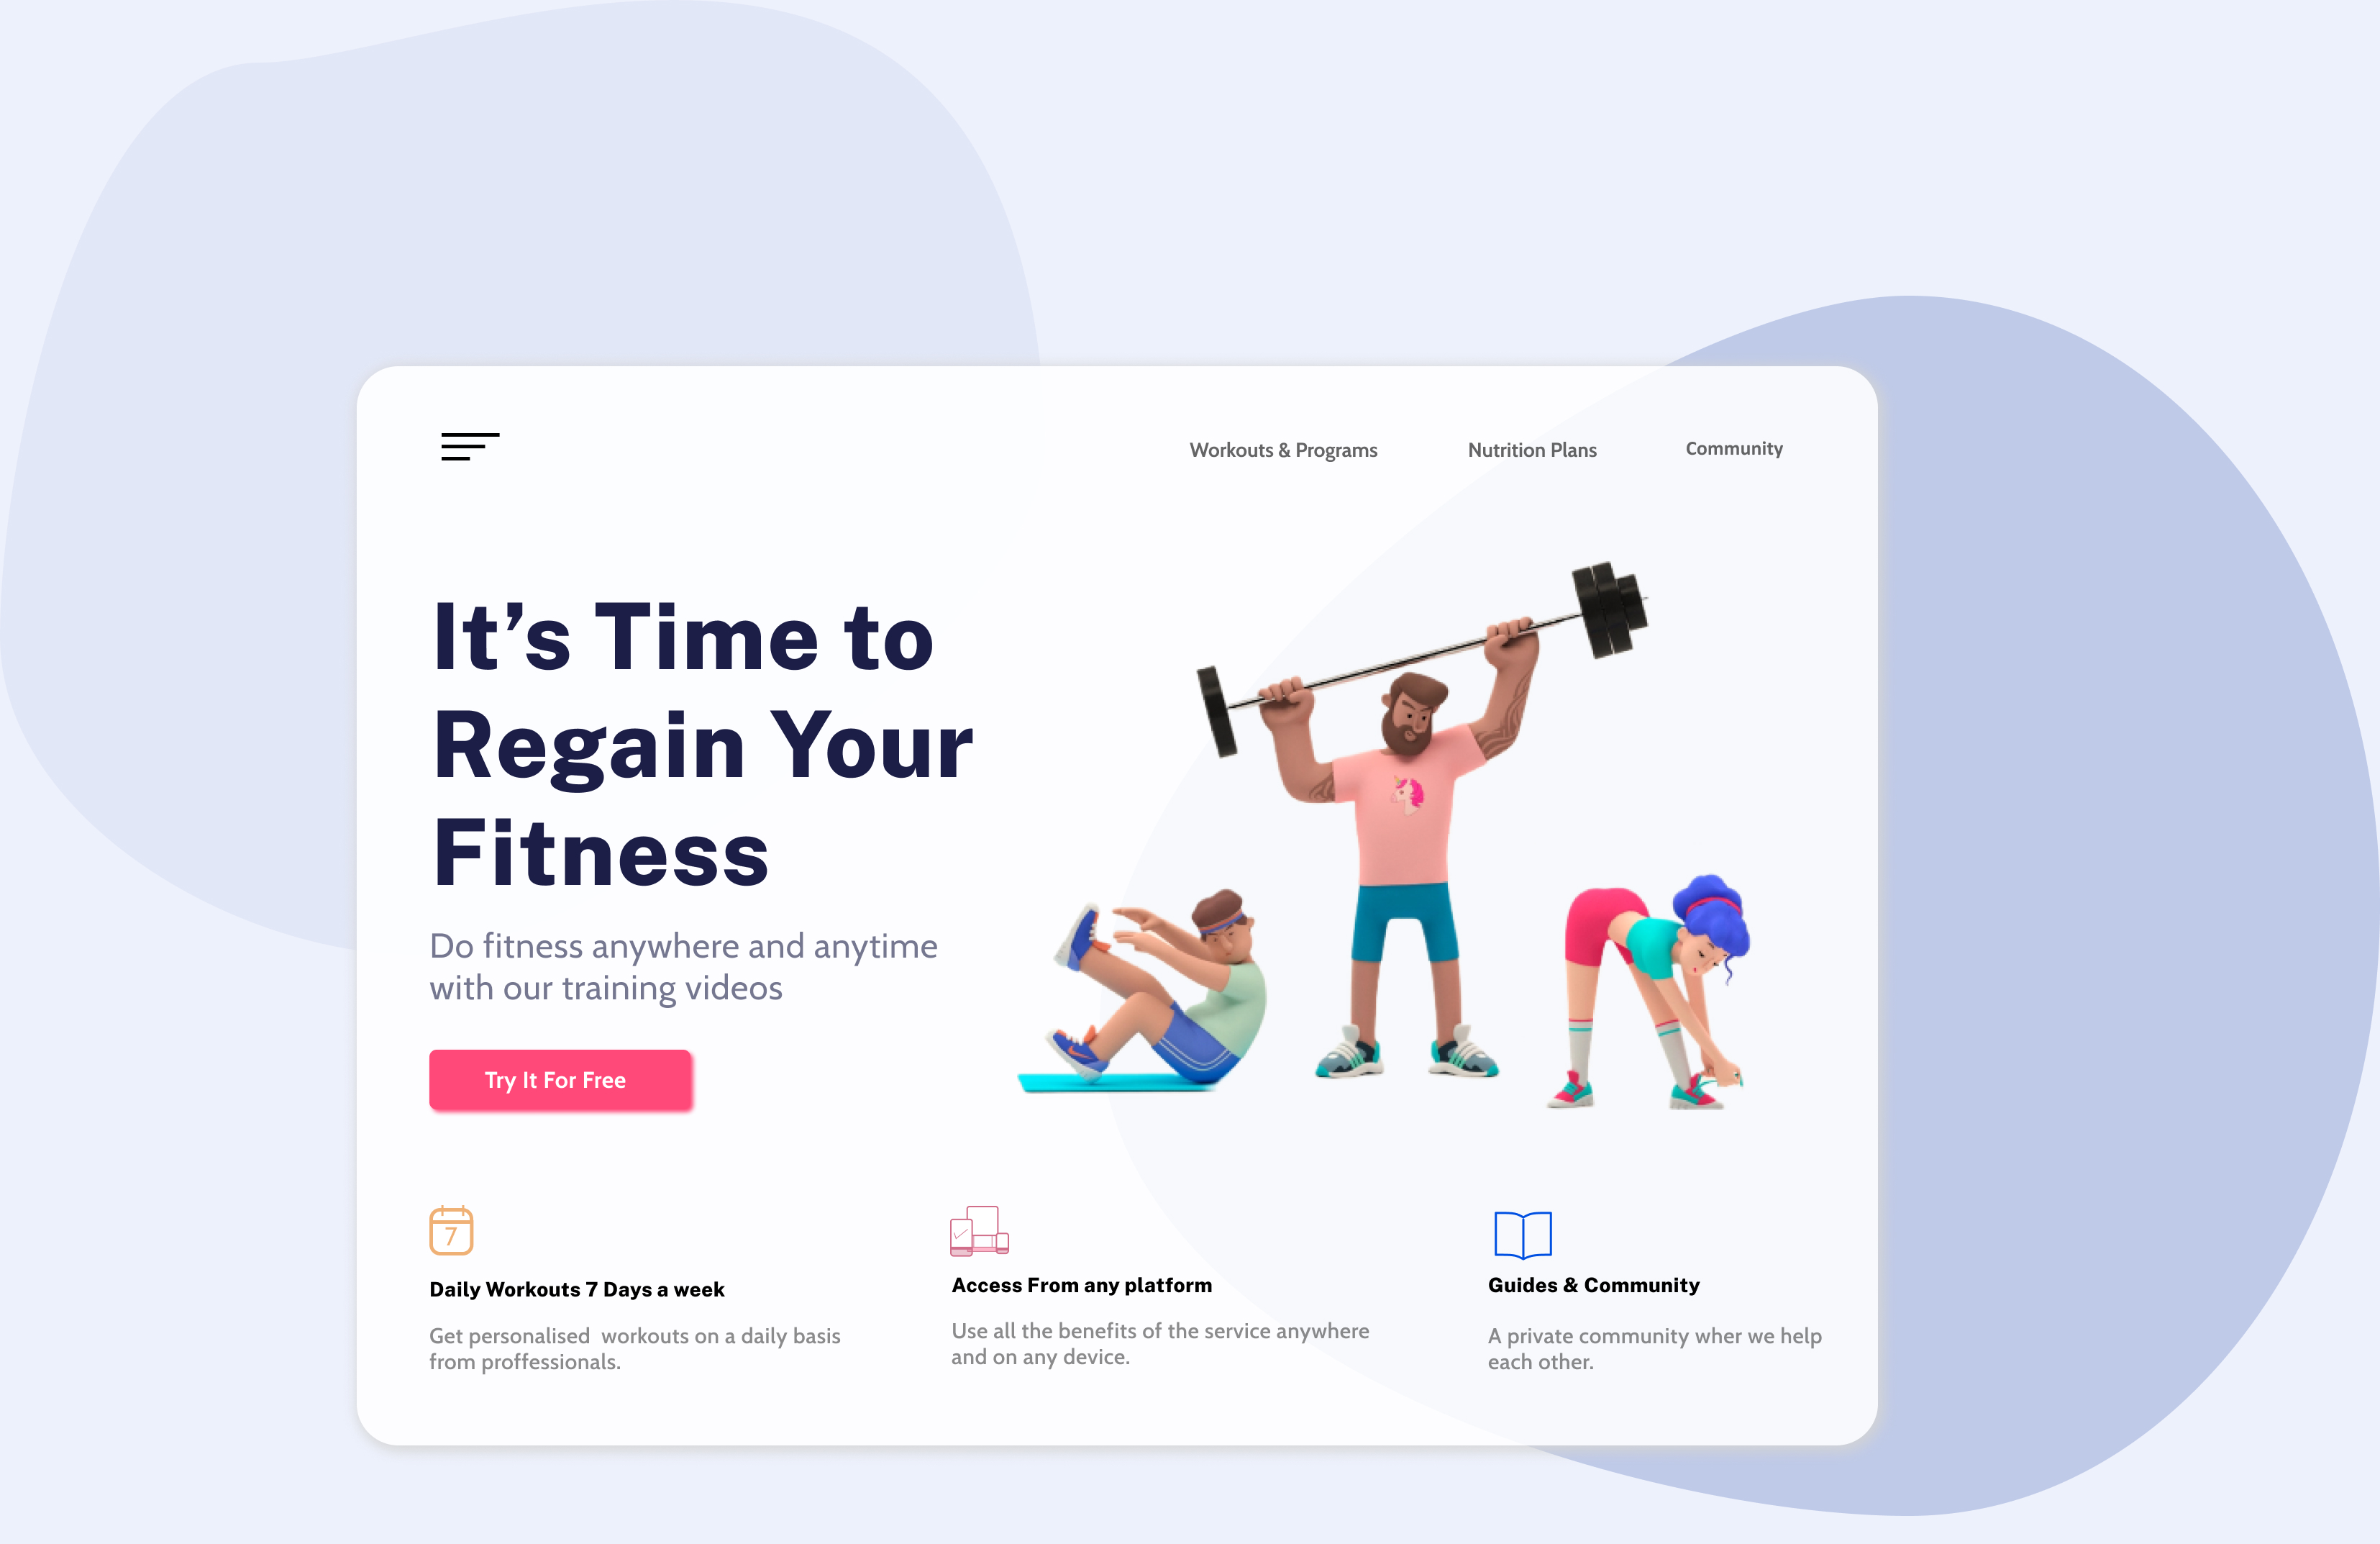 Workouts & Programs
Nutrition Plans
Community
It’s Time to
Regain Your
Fitness
Do fitness anywhere and anytime
with our training videos
Try It For Free
7
Daily Workouts 7 Days a week
Get personalised  workouts on a daily basis
from proffessionals.
Access From any platform
Use all the benefits of the service anywhere
and on any device.
Guides & Community
A private community wher we help
each other.